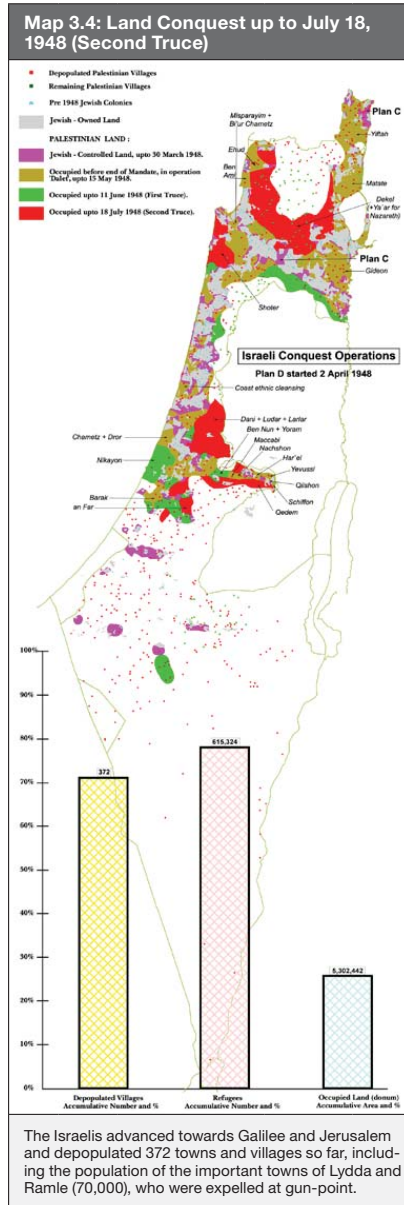 Map 3.4: Land Conquest up to July 18,
1948 (Second Truce)
Depopulated Palestinian Villages
Remaining Palestinian Villages
Pre 1948 Jewish Colonies
Jewish - Owned Land
PALESTINIAN LAND :
Jewish - Controlled Land, upto 30 March 1948.
Occupied before end of Mandate, in operation
'Dalet', upto 15 May 1948.
Occupied upto 11 June 1948 (First Truce).
Occupied upto 18 July 1948 (Second Truce).
Misparayim +
Bi'ur Chametz
Plan C
Ehud
Yiftah
Ben
Ami
Matate
Dekel
(+Ya'ar for
Nazareth)
Plan C
Gideon
Shoter
Israeli Conquest Operations
Plan D started 2 April 1948
Coast ethnic cleansing
Dani + Ludar + Larlar
Ben Nun + Yoram
Maccabi
Nachshon
Chametz + Dror
Har'el
Nikayon
Yevussi
Qilshon
Barak
Schiffon
an Far
Qedem
100%
90%
80%
70%
60%
50%
40%
30%
20%
10%
0%
372
615,324
5,302,442
Depopulated Villages
Accumulative Number and %
Refugees
Accumulative Number and %
Occupied Land (donum)
Accumulative Area and %
The Israelis advanced towards Galilee and Jerusalem
and depopulated 372 towns and villages so far, includ-
ing the population of the important towns of Lydda and
Ramle (70,000), who were expelled at gun-point.